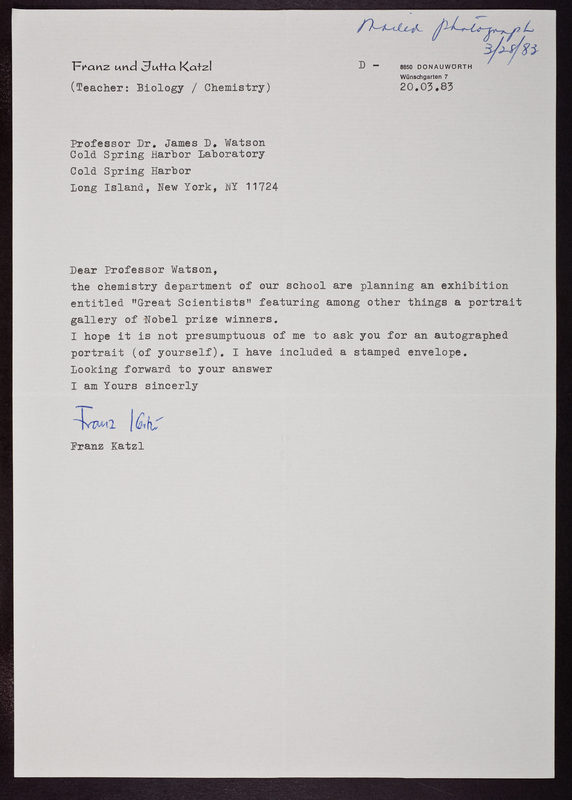 Mailed photograph
3/28/83
Franz und Jutta Katzl
(Teacher: Biology / Chemistry)
D - 8850 DONAUWÖRTH
Wünschgarten 7
20.03.83
Professor Dr. James D. Watson
Cold Spring Harbor Laboratory
Cold Spring Harbor
Long Island, New York, NY 11724
Dear Professor Watson,
the chemistry department of our school are planning an exhibition
entitled "Great Scientists" featuring among other things a portrait
gallery of Nobel prize winners.
I hope it is not presumptuous of me to ask you for an autographed
portrait (of yourself). I have included a stamped envelope.
Looking forward to your answer
I am Yours sincerly
Franz Katzl
Franz Katzl